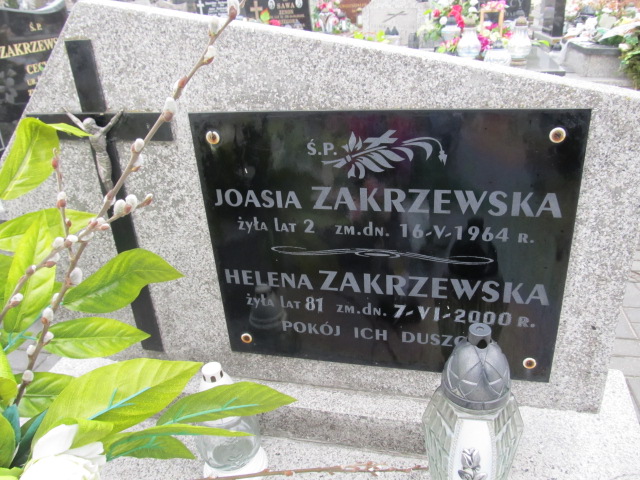 Ś.P.
JOASIA ZAKRZEWSKA
ŻYŁA LAT 2 ZM. DN. 16-V-1964 R.
HELENA ZAKRZEWSKA
ŻYŁA LAT 81 ZM. DN. 7-VI-2000 R.
POKÓJ ICH DUSZO
Ś.P.
ZAKRZEWS